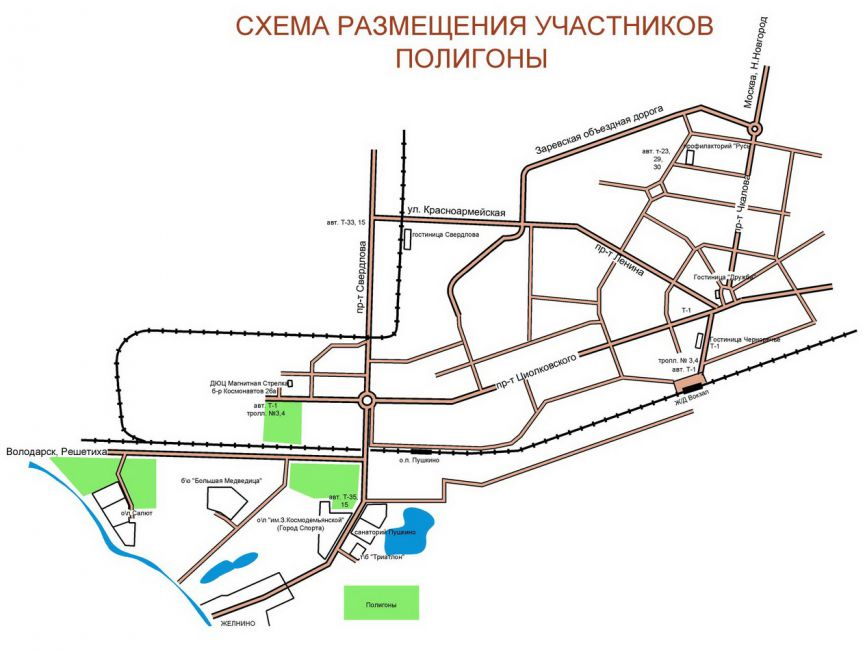 СХЕМА РАЗМЕЩЕНИЯ УЧАСТНИКОВ
ПОЛИГОНЫ
Москва, Н.Новгород
Заревская объездная дорога
профилакторий "Русь"
авт. т-23,
29,
30
пр-т Чкалова
ул. Красноармейская
авт. Т-33, 15
гостиница Свердлова
пр-т Свердлова
пр-т Ленина
Гостиница "Дружба"
Т-1
Гостиница Черноречье
Т-1
тролл. № 3,4
авт. Т-1
пр-т Циолковского
ДЮЦ Магнитная Стрелка
б-р Космонавтов 26а
авт. Т-1
тролл. №3,4
Ж/Д Вокзал
Володарск, Решетиха
о.п. Пушкино
б/о "Большая Медведица"
авт. Т-35,
15
о\л Салют
о\л "им.З.Космодемьянской"
(Город Спорта)
санаторий Пушкино
т\б "Триатлон"
Полигоны
ЖЕЛНИНО